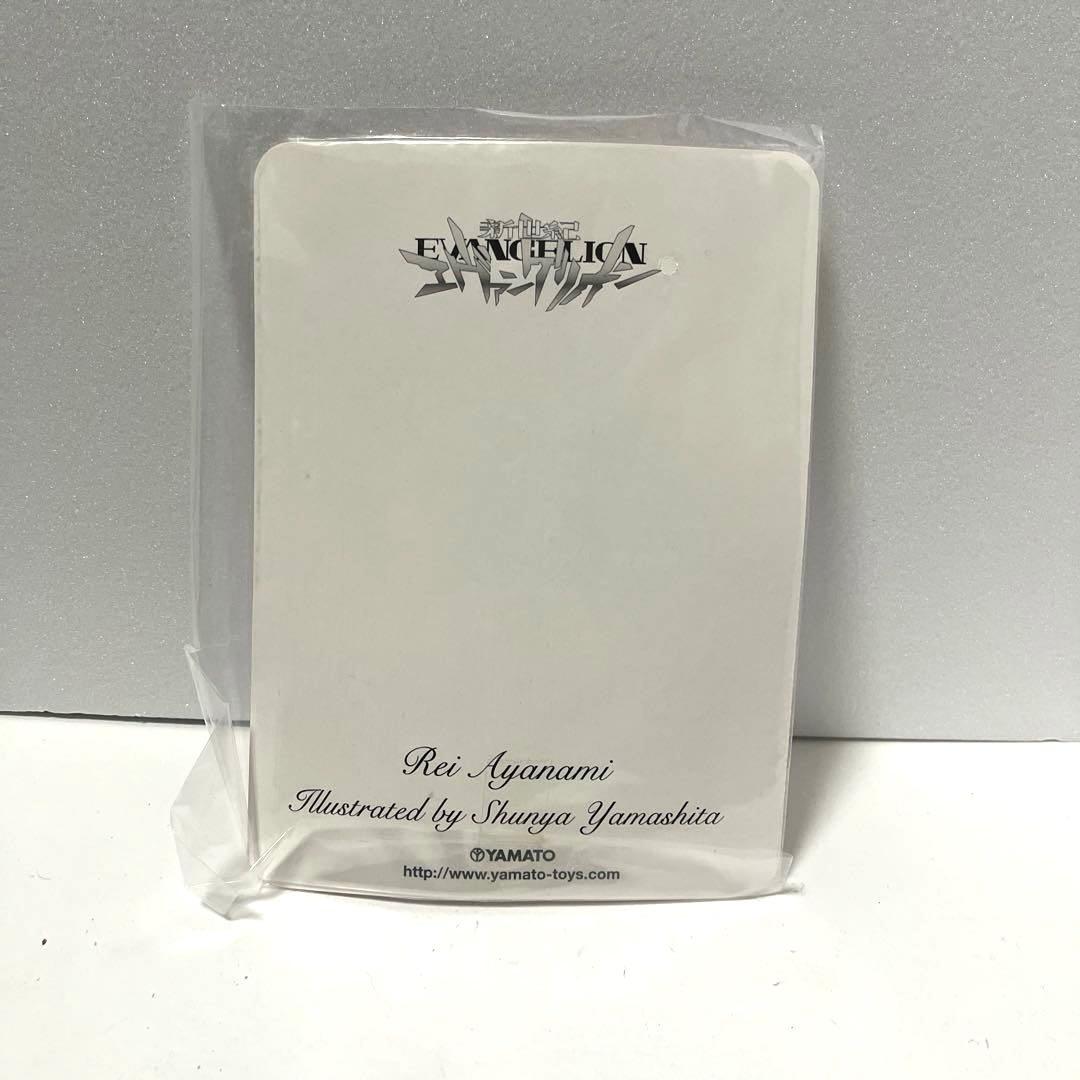 新世紀
EVANGELION
エヴァンゲリオン
Rei Ayanami
Illustrated by Shunya Yamashita
YAMATO
http://www.yamato-toys.com